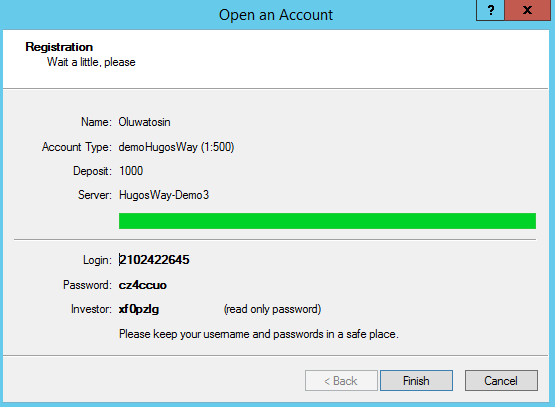 Open an Account
? x
Registration
Wait a little, please
Name: Oluwatosin
Account Type: demoHugosWay (1:500)
Deposit: 1000
Server: HugosWay-Demo3
Login: 2102422645
Password: cz4ccuo
Investor: xf0pzlg (read only password)
Please keep your username and passwords in a safe place.
< Back Finish Cancel